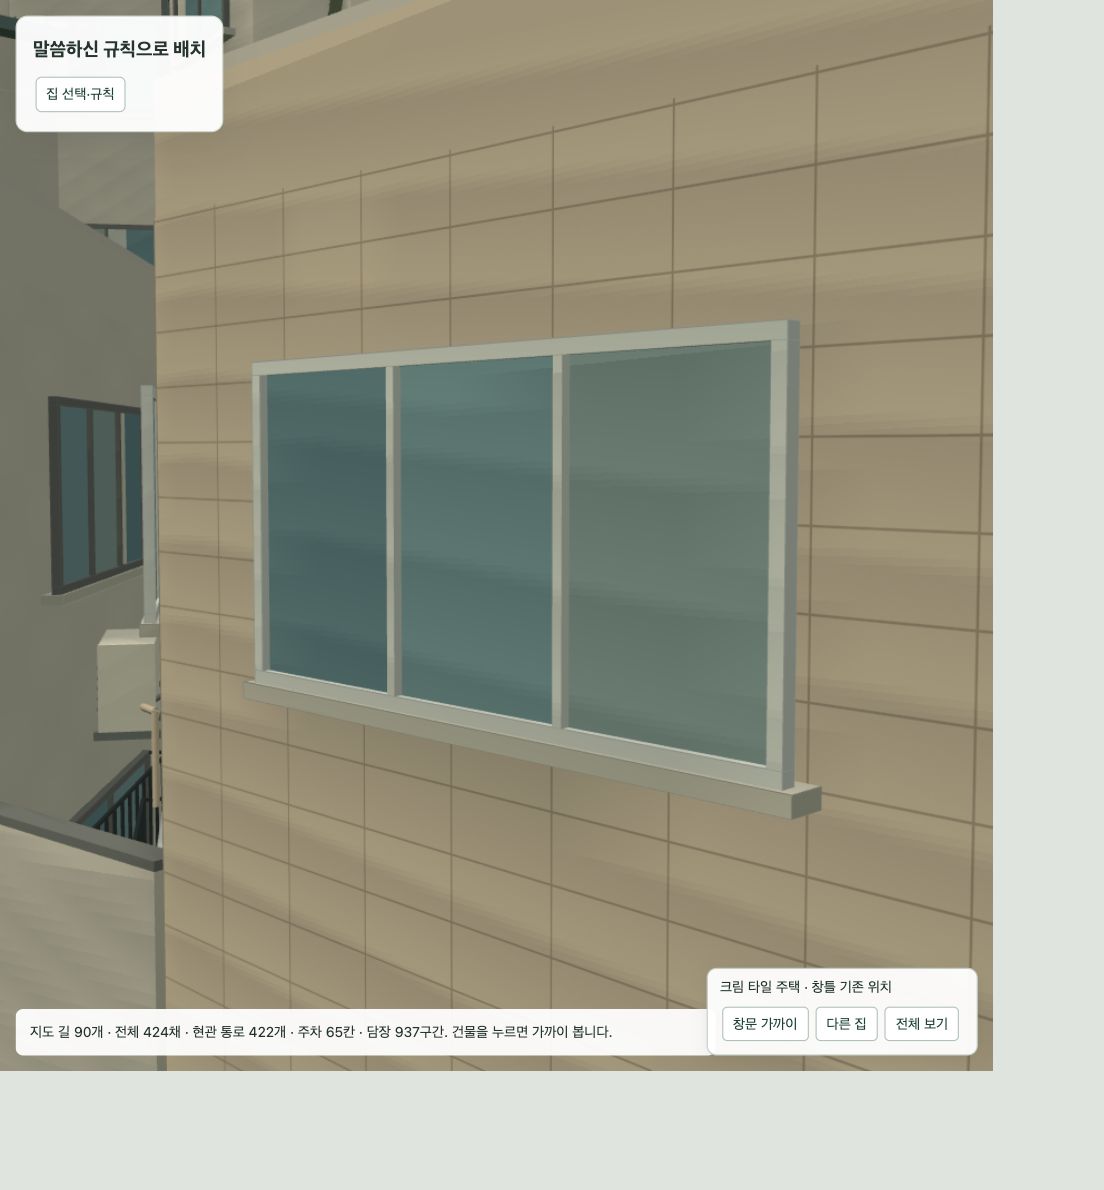 말씀하신 규칙으로 배치
집 선택·규칙
크림 타일 주택 · 창틀 기존 위치
창문 가까이
다른 집
전체 보기
지도 길 90개 · 전체 424채 · 현관 통로 422개 · 주차 65칸 · 담장 937구간. 건물을 누르면 가까이 봅니다.